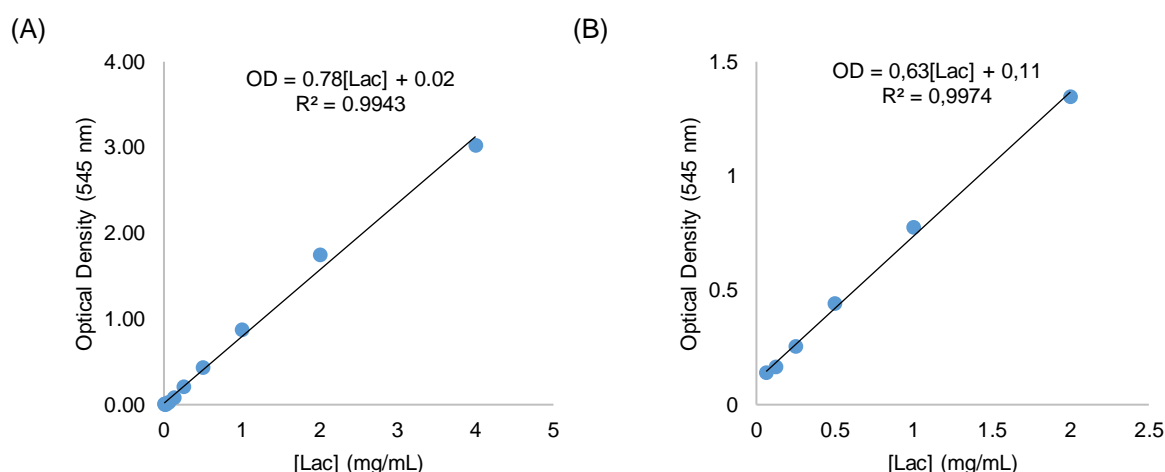 (A)
OD = 0.78[Lac] + 0.02
R² = 0.9943
Optical Density (545 nm)
4.00
3.00
2.00
1.00
0.00
0 1 2 3 4 5
[Lac] (mg/mL)
(B)
OD = 0,63[Lac] + 0,11
R² = 0,9974
Optical Density (545 nm)
1.5
1
0.5
0
0 0.5 1 1.5 2 2.5
[Lac] (mg/mL)